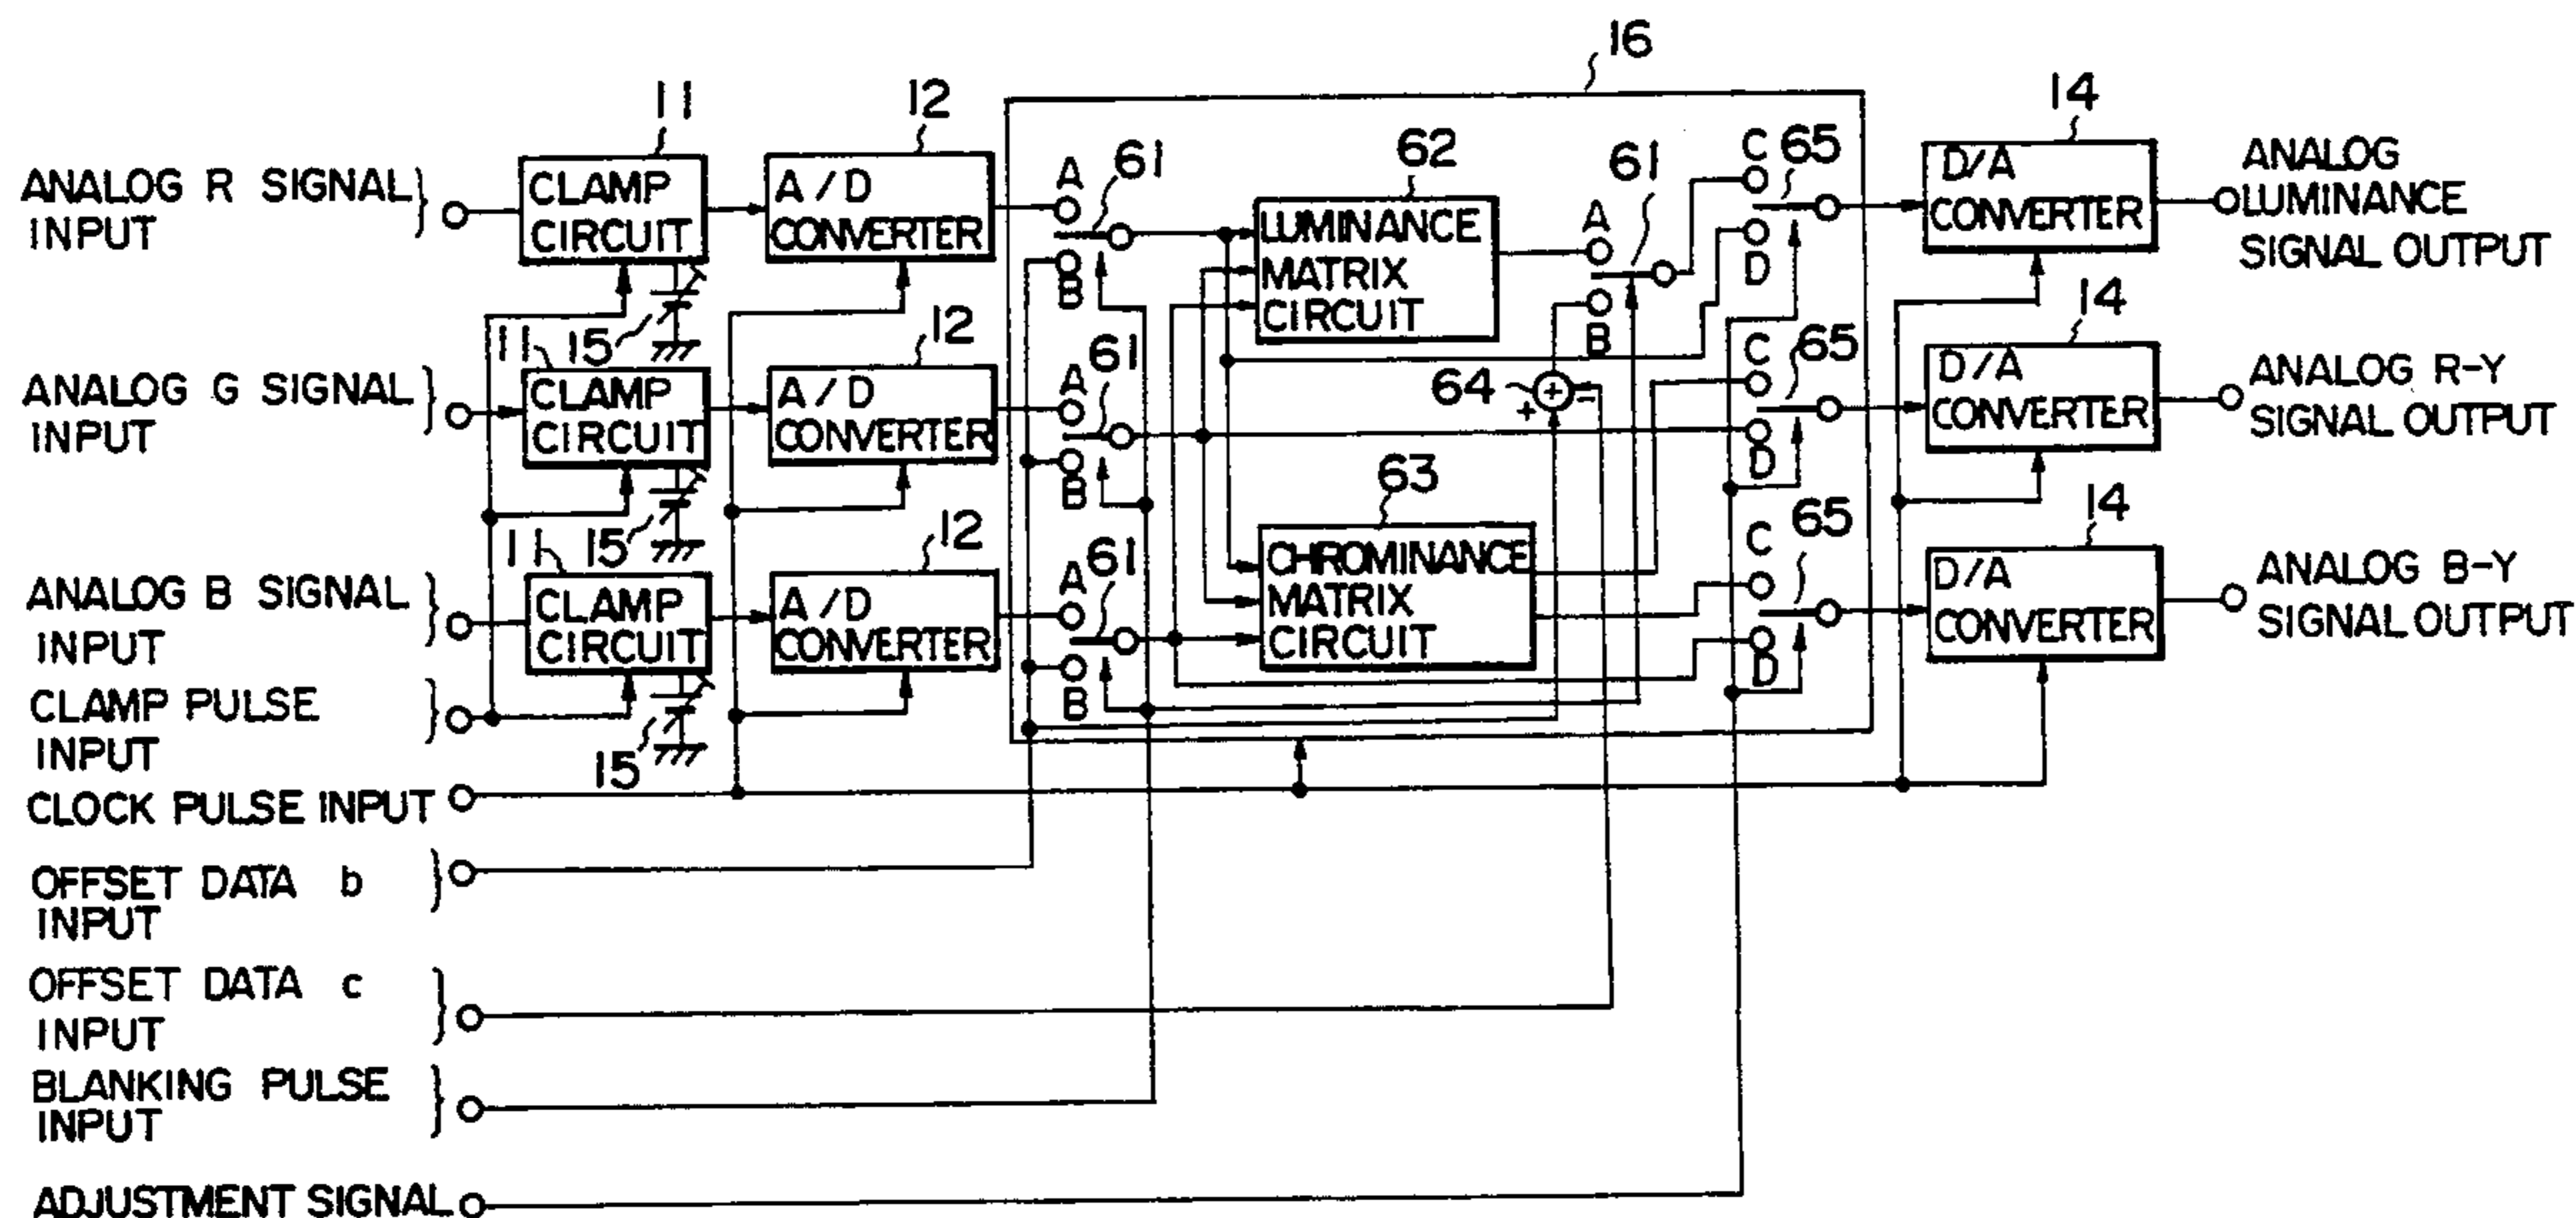 16
11
12
14
ANALOG R SIGNAL
INPUT
CLAMP
CIRCUIT
A/D
CONVERTER
A
61
B
62
LUMINANCE
MATRIX
CIRCUIT
A
61
B
C
65
D
D/A
CONVERTER
ANALOG
LUMINANCE
SIGNAL OUTPUT
15
11
12
14
ANALOG G SIGNAL
INPUT
CLAMP
CIRCUIT
A/D
CONVERTER
A
61
B
64
+
+
-
C
65
D
D/A
CONVERTER
ANALOG R-Y
SIGNAL OUTPUT
15
11
12
14
ANALOG B SIGNAL
INPUT
CLAMP
CIRCUIT
A/D
CONVERTER
A
61
B
63
CHROMINANCE
MATRIX
CIRCUIT
C
65
D
D/A
CONVERTER
ANALOG B-Y
SIGNAL OUTPUT
15
CLAMP PULSE
INPUT
CLOCK PULSE INPUT
OFFSET DATA b
INPUT
OFFSET DATA c
INPUT
BLANKING PULSE
INPUT
ADJUSTMENT SIGNAL